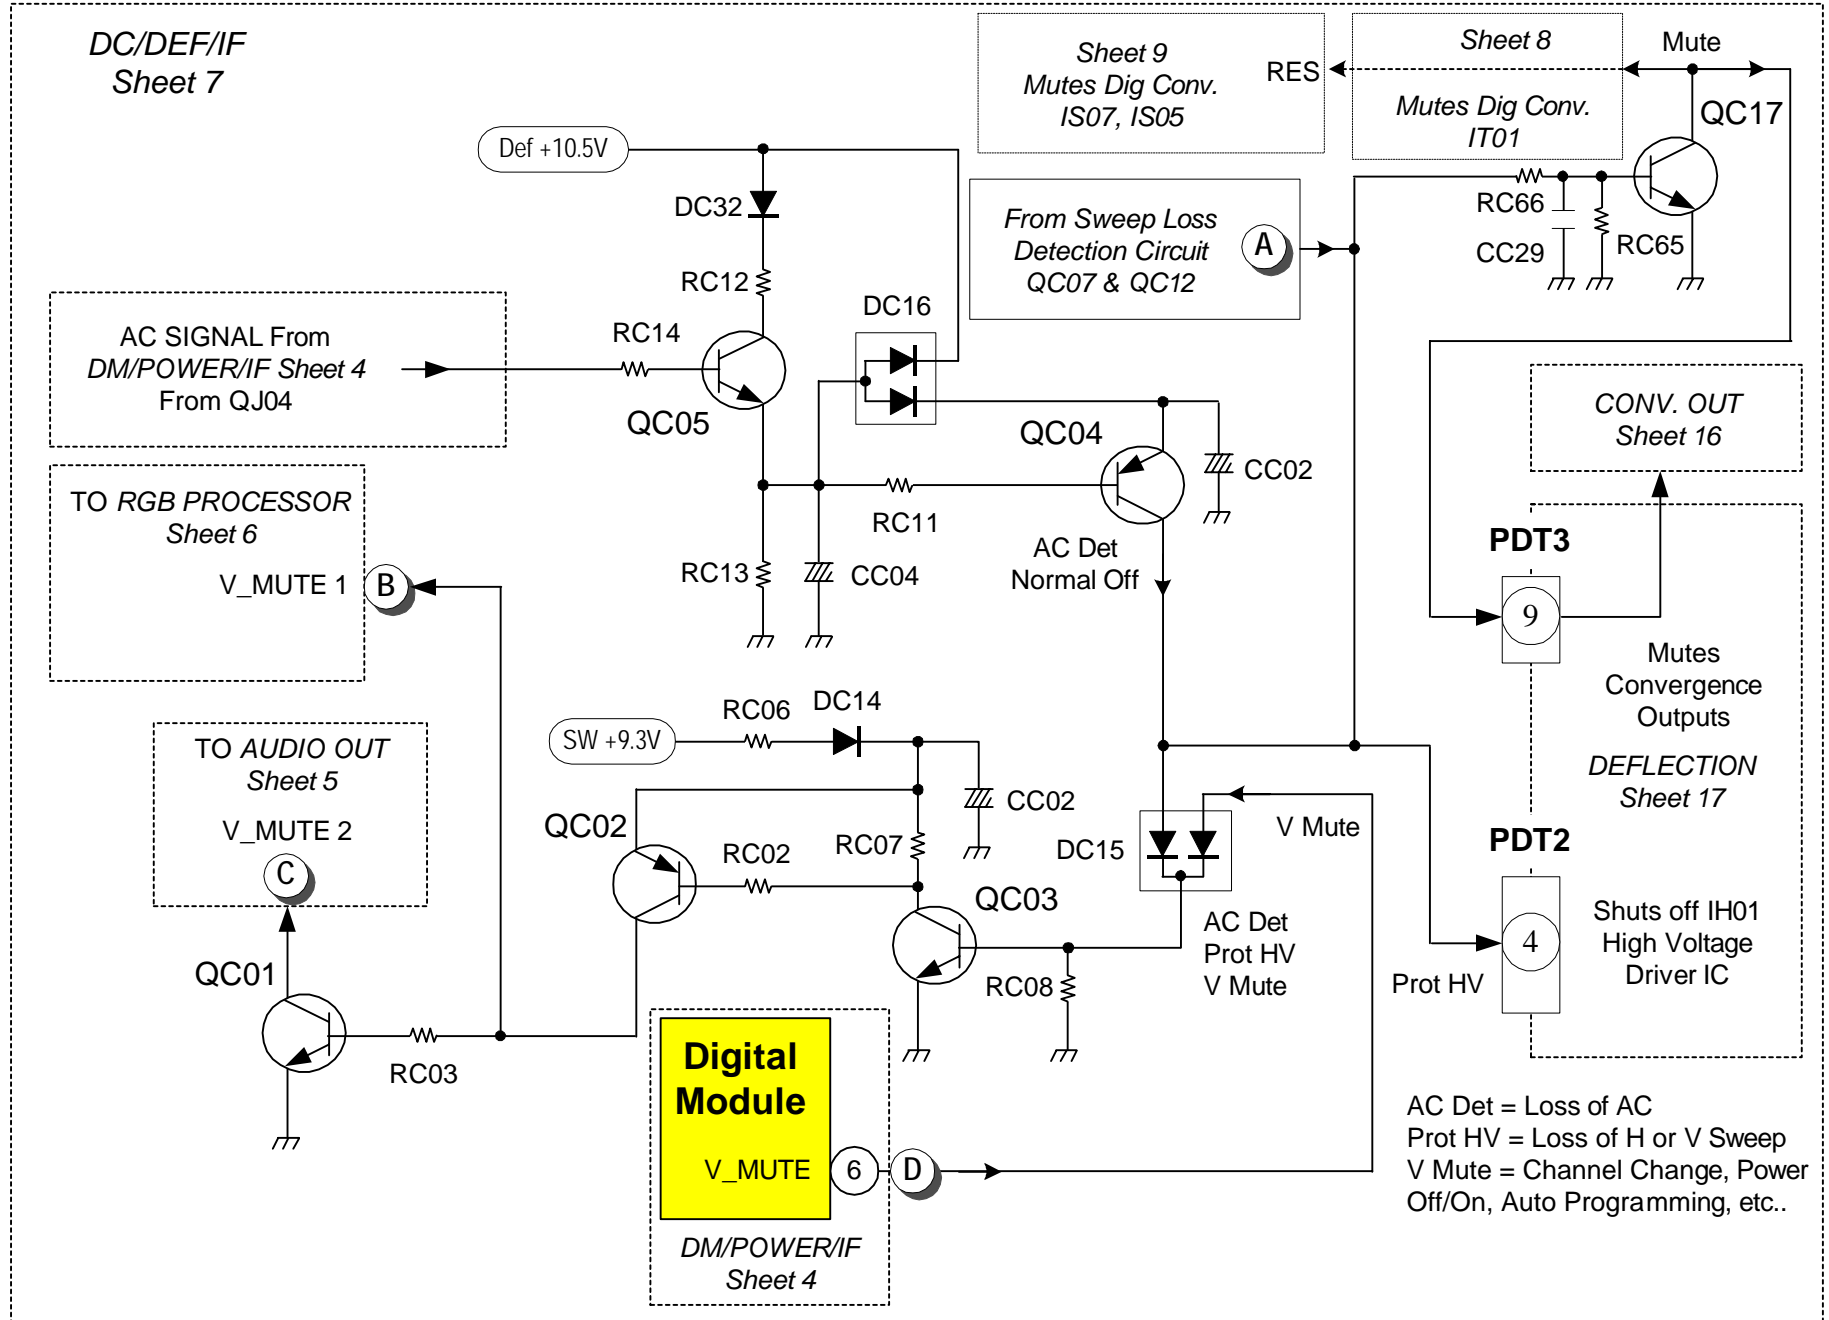 DC/DEF/IF
Sheet 7
Sheet 9
Mutes Dig Conv.
IS07, IS05
RES
Sheet 8
Mutes Dig Conv.
IT01
Mute
QC17
Def +10.5V
DC32
RC12
From Sweep Loss
Detection Circuit
QC07 & QC12
A
RC66
CC29
RC65
AC SIGNAL From
DM/POWER/IF Sheet 4
From QJ04
RC14
QC05
DC16
QC04
CC02
RC11
CONV. OUT
Sheet 16
TO RGB PROCESSOR
Sheet 6
V_MUTE 1
B
RC13
CC04
AC Det
Normal Off
PDT3
9
Mutes
Convergence
Outputs
DEFLECTION
Sheet 17
TO AUDIO OUT
Sheet 5
V_MUTE 2
C
SW +9.3V
RC06
DC14
CC02
QC02
RC02
RC07
QC03
DC15
V Mute
PDT2
4
Shuts off IH01
High Voltage
Driver IC
Prot HV
AC Det
Prot HV
V Mute
RC08
QC01
RC03
Digital
Module
V_MUTE
6
D
DM/POWER/IF
Sheet 4
AC Det = Loss of AC
Prot HV = Loss of H or V Sweep
V Mute = Channel Change, Power
Off/On, Auto Programming, etc..